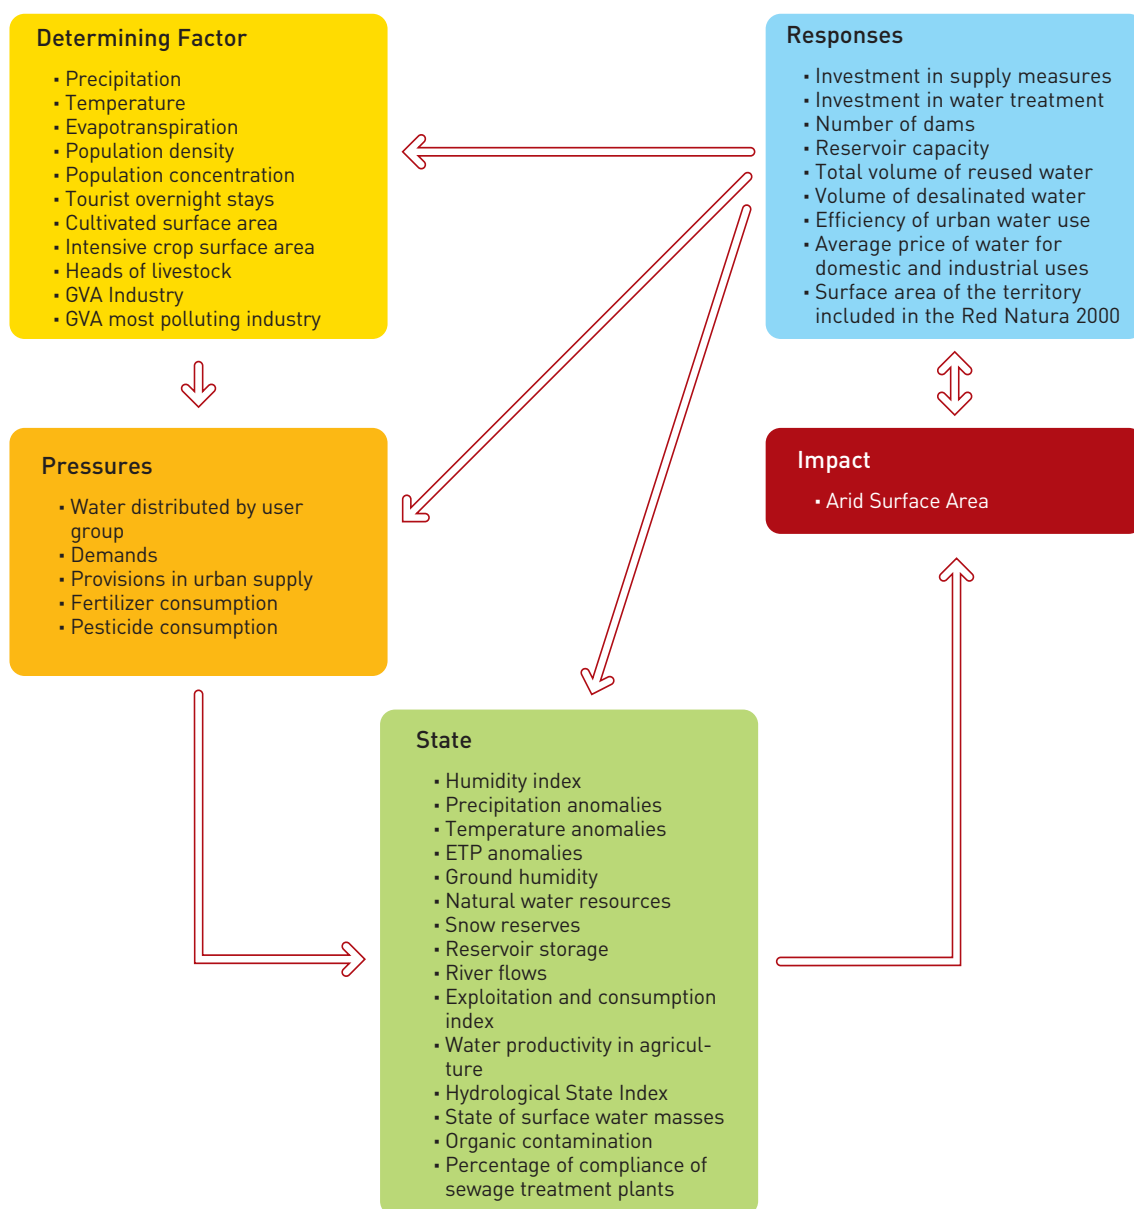 Determining Factor
▪ Precipitation
▪ Temperature
▪ Evapotranspiration
▪ Population density
▪ Population concentration
▪ Tourist overnight stays
▪ Cultivated surface area
▪ Intensive crop surface area
▪ Heads of livestock
▪ GVA Industry
▪ GVA most polluting industry
Responses
▪ Investment in supply measures
▪ Investment in water treatment
▪ Number of dams
▪ Reservoir capacity
▪ Total volume of reused water
▪ Volume of desalinated water
▪ Efficiency of urban water use
▪ Average price of water for
domestic and industrial uses
▪ Surface area of the territory
included in the Red Natura 2000
Pressures
▪ Water distributed by user
group
▪ Demands
▪ Provisions in urban supply
▪ Fertilizer consumption
▪ Pesticide consumption
Impact
▪ Arid Surface Area
State
▪ Humidity index
▪ Precipitation anomalies
▪ Temperature anomalies
▪ ETP anomalies
▪ Ground humidity
▪ Natural water resources
▪ Snow reserves
▪ Reservoir storage
▪ River flows
▪ Exploitation and consumption
index
▪ Water productivity in agricul-
ture
▪ Hydrological State Index
▪ State of surface water masses
▪ Organic contamination
▪ Percentage of compliance of
sewage treatment plants